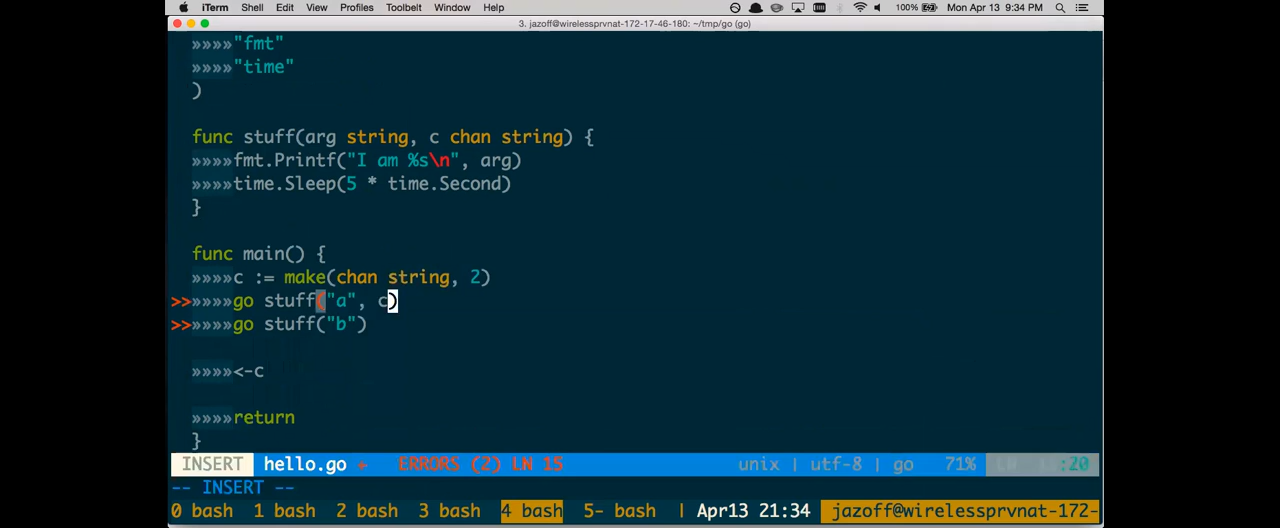 iTerm Shell Edit View Profiles Toolbelt Window Help 100% Mon Apr 13 9:34 PM
3. jazoff@wirelessprvnat-172-17-46-180: ~/tmp/go (go)
»»»»"fmt"
»»»»"time"
)
func stuff(arg string, c chan string) {
»»»»fmt.Printf("I am %s\n", arg)
»»»»time.Sleep(5 * time.Second)
}
func main() {
»»»»c := make(chan string, 2)
>>»»»»go stuff("a", c)
>>»»»»go stuff("b")
»»»»<-c
»»»»return
}
INSERT hello.go ERRORS (2) LN 15 unix | utf-8 | go 71% LN :20
-- INSERT --
0 bash 1 bash 2 bash 3 bash 4 bash 5- bash | Apr13 21:34 jazoff@wirelessprvnat-172-